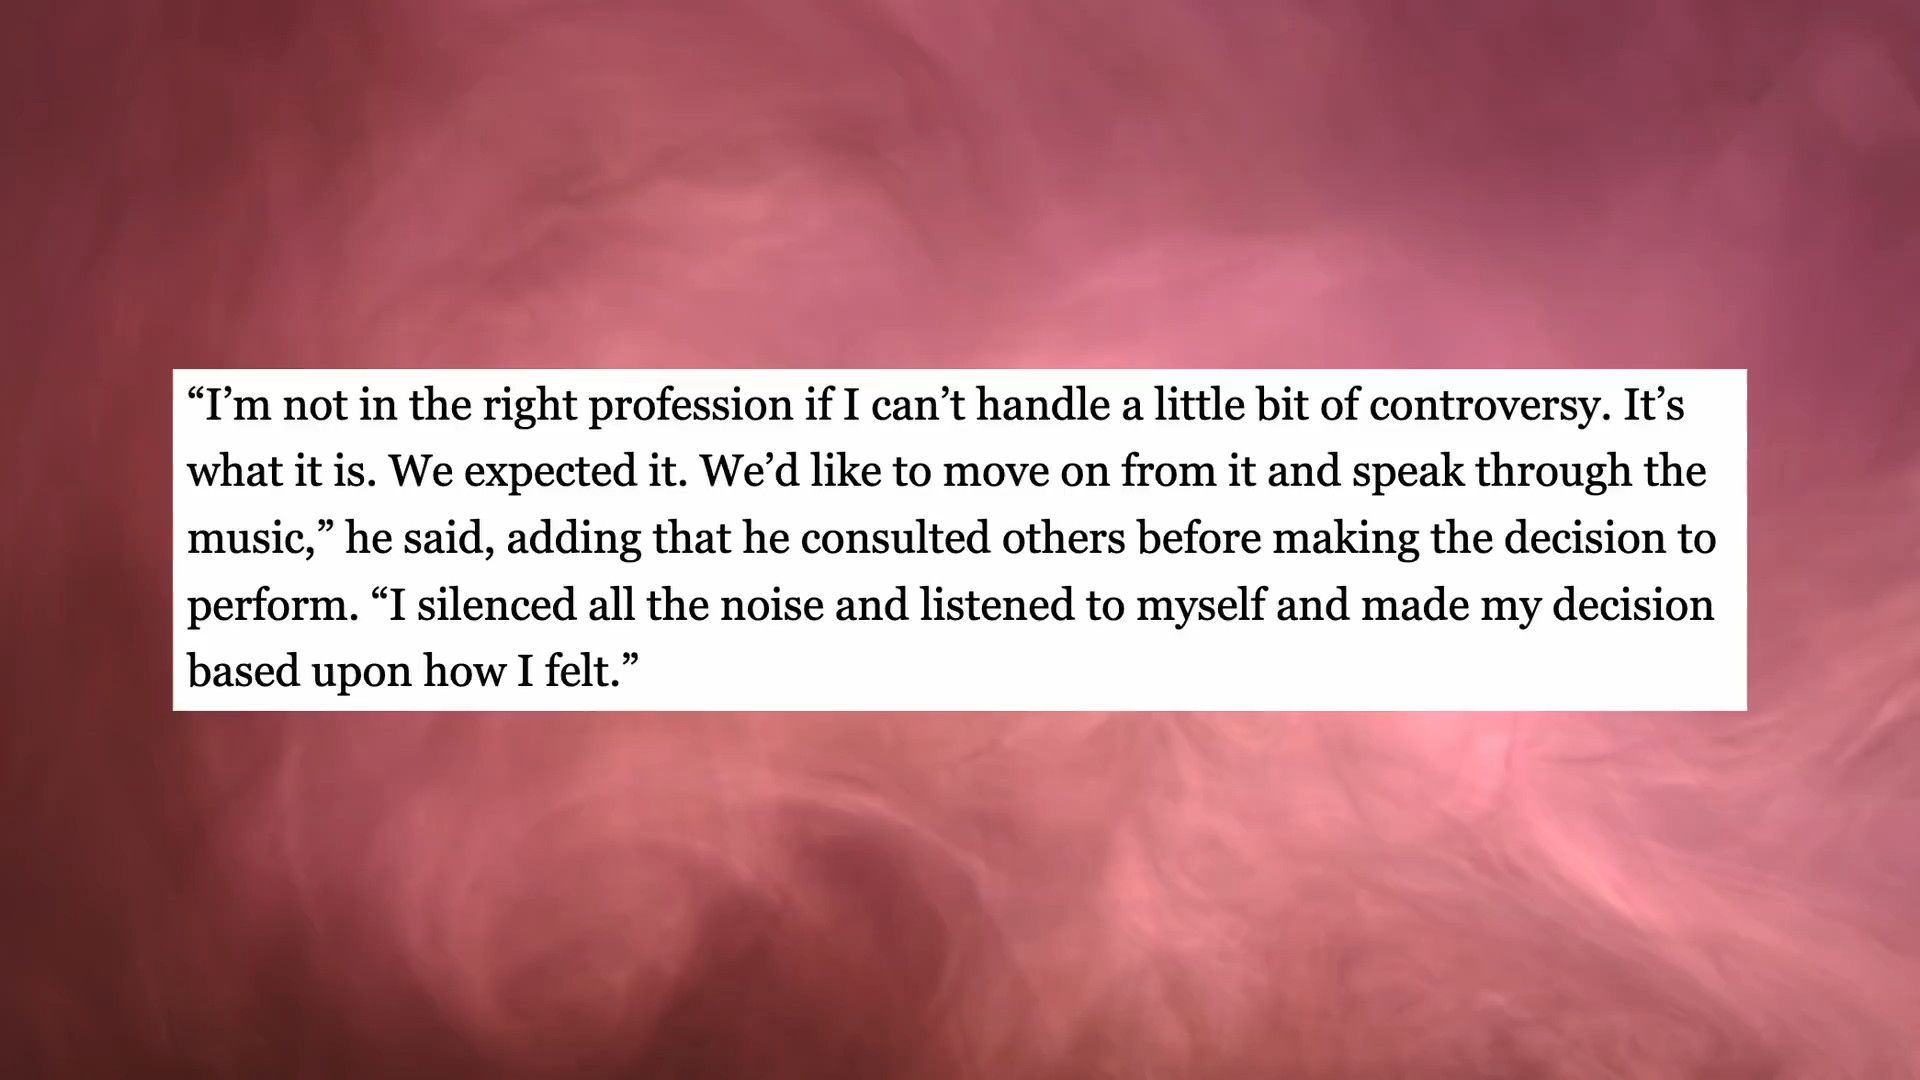 “I’m not in the right profession if I can’t handle a little bit of controversy. It’s
what it is. We expected it. We’d like to move on from it and speak through the
music,” he said, adding that he consulted others before making the decision to
perform. “I silenced all the noise and listened to myself and made my decision
based upon how I felt.”